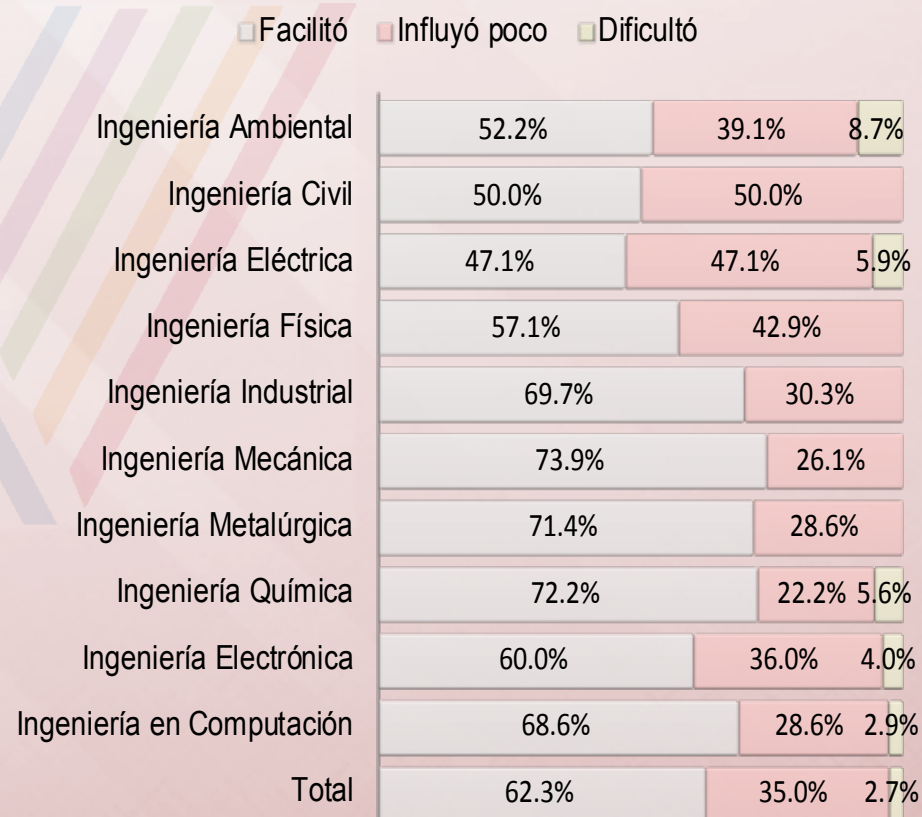 Facilitó Influyó poco Dificultó
Ingeniería Ambiental 52.2% 39.1% 8.7%
Ingeniería Civil 50.0% 50.0%
Ingeniería Eléctrica 47.1% 47.1% 5.9%
Ingeniería Física 57.1% 42.9%
Ingeniería Industrial 69.7% 30.3%
Ingeniería Mecánica 73.9% 26.1%
Ingeniería Metalúrgica 71.4% 28.6%
Ingeniería Química 72.2% 22.2% 5.6%
Ingeniería Electrónica 60.0% 36.0% 4.0%
Ingeniería en Computación 68.6% 28.6% 2.9%
Total 62.3% 35.0% 2.7%